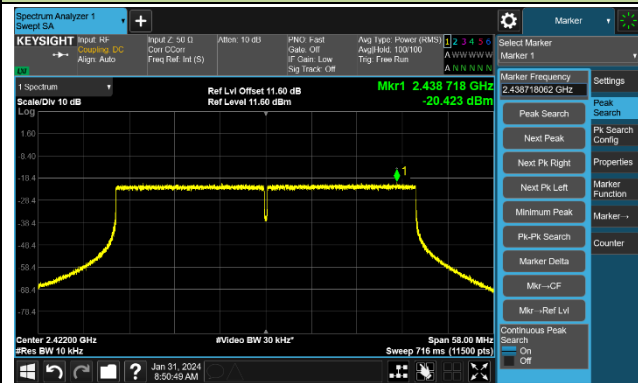 Spectrum Analyzer 1
Swept SA
Marker
KEYSIGHT
Input: RF
Coupling: DC
Align: Auto
Input Z: 50 Ω
Corr CCorr
Freq Ref: Int (S)
Atten: 10 dB
PNO: Fast
Gate: Off
IF Gain: Low
Sig Track: Off
Avg Type: Power (RMS)
Avg|Hold: 100/100
Trig: Free Run
1 2 3 4 5 6
A W W W W W
A N N N N N
Select Marker
Marker 1
LVI
1 Spectrum
Scale/Div 10 dB
Log
Ref Lvl Offset 11.60 dB
Ref Level 11.60 dBm
Mkr1 2.438 718 GHz
-20.423 dBm
1
1.60
-8.40
-18.4
-28.4
-38.4
-48.4
-58.4
-68.4
-78.4
Center 2.42200 GHz
#Res BW 10 kHz
#Video BW 30 kHz*
Span 58.00 MHz
Sweep 716 ms (11500 pts)
Marker Frequency
2.438718062 GHz
Peak Search
Next Peak
Next Pk Right
Next Pk Left
Minimum Peak
Pk-Pk Search
Marker Delta
Mkr→CF
Mkr→Ref Lvl
Continuous Peak
Search
On
Off
Settings
Peak
Search
Pk Search
Config
Properties
Marker
Function
Marker→
Counter
Jan 31, 2024
8:50:49 AM